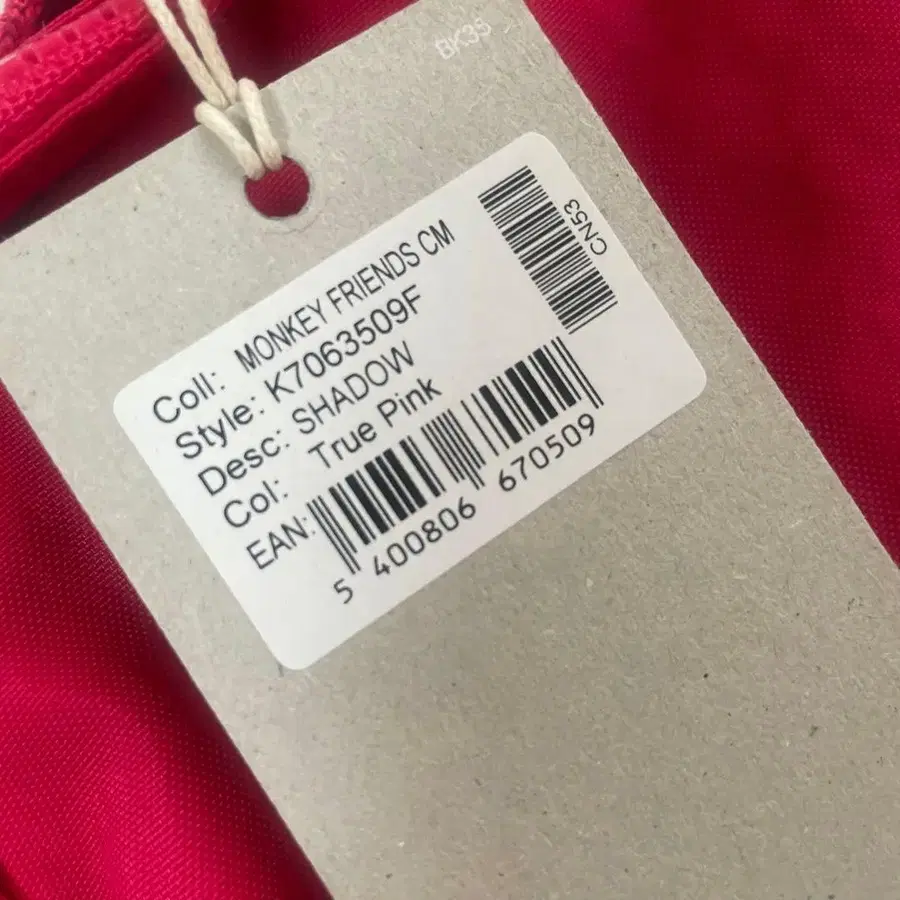 BK35
Coll: MONKEY FRIENDS CM
Style: K7063509F
Desc: SHADOW
Col: True Pink
EAN:
5 400806 670509
CN53